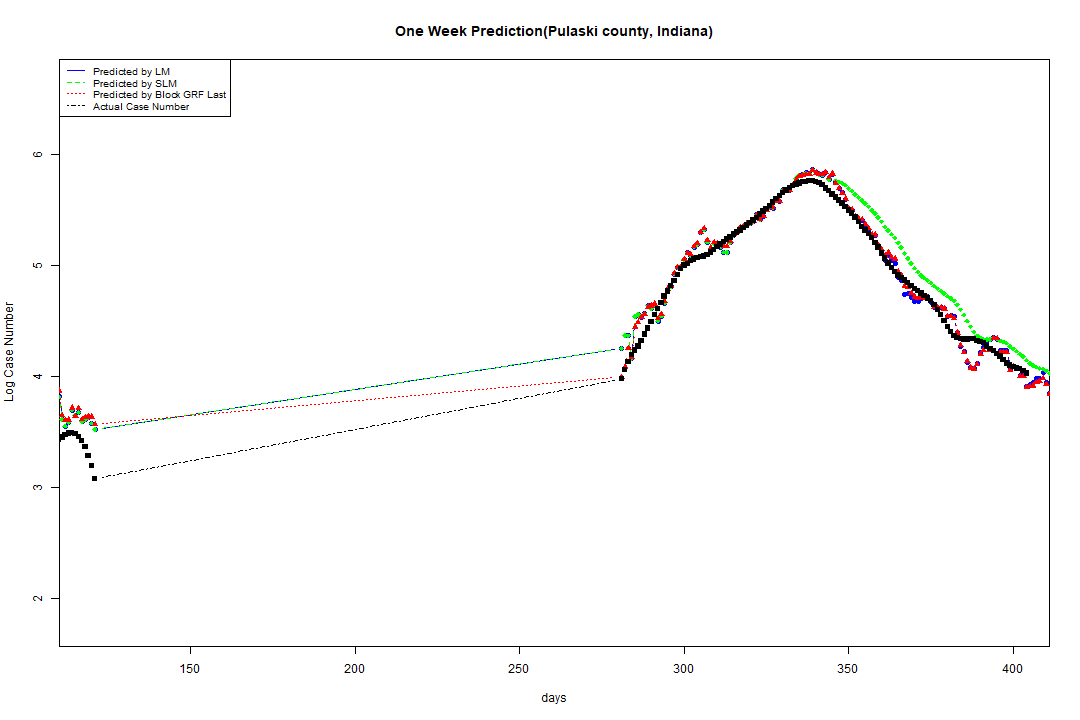 One Week Prediction(Pulaski county, Indiana)
Predicted by LM
Predicted by SLM
Predicted by Block GRF Last
Actual Case Number
6
5
4
3
2
Log Case Number
150 200 250 300 350 400
days